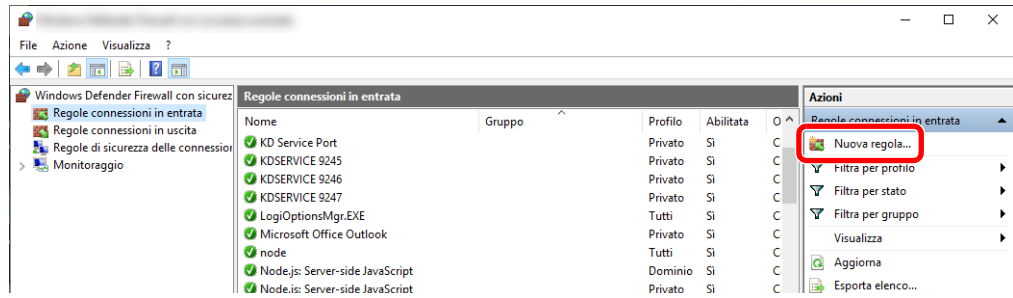 File Azione Visualizza ?
Windows Defender Firewall con sicurez
Regole connessioni in entrata
Regole connessioni in uscita
Regole di sicurezza delle connession
Monitoraggio
Regole connessioni in entrata
Nome Gruppo Profilo Abilitata O
KD Service Port Privato Sì C
KDSERVICE 9245 Privato Sì C
KDSERVICE 9246 Privato Sì C
KDSERVICE 9247 Privato Sì C
LogiOptionsMgr.EXE Tutti Sì C
Microsoft Office Outlook Privato Sì C
node Tutti Sì C
Node.js: Server-side JavaScript Dominio Sì C
Node.js: Server-side JavaScript Privato Sì C
Azioni
Regole connessioni in entrata
Nuova regola...
Filtra per profilo
Filtra per stato
Filtra per gruppo
Visualizza
Aggiorna
Esporta elenco...